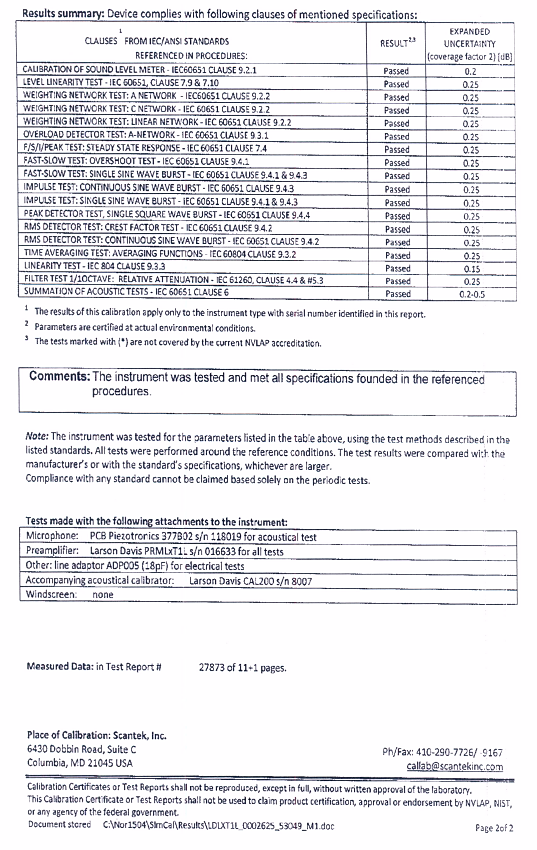 Results summary: Device complies with following clauses of mentioned specifications:
CLAUSES 1 FROM IEC/ANSI STANDARDS REFERENCED IN PROCEDURES: RESULT2,3 EXPANDED UNCERTAINTY (coverage factor 2) [dB]
CALIBRATION OF SOUND LEVEL METER - IEC60651 CLAUSE 9.2.1 Passed 0.2
LEVEL LINEARITY TEST - IEC 60651, CLAUSE 7.9 & 7.10 Passed 0.25
WEIGHTING NETWORK TEST: A NETWORK - IEC 60651 CLAUSE 9.2.2 Passed 0.25
WEIGHTING NETWORK TEST: C NETWORK - IEC 60651 CLAUSE 9.2.2 Passed 0.25
WEIGHTING NETWORK TEST: LINEAR NETWORK - IEC 60651 CLAUSE 9.2.2 Passed 0.25
OVERLOAD DETECTOR TEST: A-NETWORK - IEC 60651 CLAUSE 9.3.1 Passed 0.25
F/S/I/PEAK TEST: STEADY STATE RESPONSE - IEC 60651 CLAUSE 7.4 Passed 0.25
FAST-SLOW TEST: OVERSHOOT TEST - IEC 60651 CLAUSE 9.4.1 Passed 0.25
FAST-SLOW TEST: SINGLE SINE WAVE BURST - IEC 60651 CLAUSE 9.4.1 & 9.4.3 Passed 0.25
IMPULSE TEST: CONTINUOUS SINE WAVE BURST - IEC 60651 CLAUSE 9.4.3 Passed 0.25
IMPULSE TEST: SINGLE SINE WAVE BURST - IEC 60651 CLAUSE 9.4.1 & 9.4.3 Passed 0.25
PEAK DETECTOR TEST, SINGLE SQUARE WAVE BURST - IEC 60651 CLAUSE 9.4.4 Passed 0.25
RMS DETECTOR TEST: CREST FACTOR TEST - IEC 60651 CLAUSE 9.4.2 Passed 0.25
RMS DETECTOR TEST: CONTINUOUS SINE WAVE BURST - IEC 60651 CLAUSE 9.4.2 Passed 0.25
TIME AVERAGING TEST: AVERAGING FUNCTIONS - IEC 60804 CLAUSE 9.3.2 Passed 0.25
LINEARITY TEST - IEC 804 CLAUSE 9.3.3 Passed 0.15
FILTER TEST 1/1OCTAVE: RELATIVE ATTENUATION - IEC 61260, CLAUSE 4.4 & #5.3 Passed 0.25
SUMMATION OF ACOUSTIC TESTS - IEC 60651 CLAUSE 6 Passed 0.2-0.5
1 The results of this calibration apply only to the instrument type with serial number identified in this report.
2 Parameters are certified at actual environmental conditions.
3 The tests marked with (*) are not covered by the current NVLAP accreditation.
Comments: The instrument was tested and met all specifications founded in the referenced
procedures.
Note: The instrument was tested for the parameters listed in the table above, using the test methods described in the
listed standards. All tests were performed around the reference conditions. The test results were compared with the
manufacturer's or with the standard's specifications, whichever are larger.
Compliance with any standard cannot be claimed based solely on the periodic tests.
Tests made with the following attachments to the instrument:
Microphone: PCB Piezotronics 377B02 s/n 118019 for acoustical test
Preamplifier: Larson Davis PRMLxT1L s/n 016633 for all tests
Other: line adaptor ADP005 (18pF) for electrical tests
Accompanying acoustical calibrator: Larson Davis CAL200 s/n 8007
Windscreen: none
Measured Data: in Test Report # 27873 of 11+1 pages.
Place of Calibration: Scantek, Inc.
6430 Dobbin Road, Suite C Ph/Fax: 410-290-7726/ -9167
Columbia, MD 21045 USA callab@scantekinc.com
Calibration Certificates or Test Reports shall not be reproduced, except in full, without written approval of the laboratory.
This Calibration Certificate or Test Reports shall not be used to claim product certification, approval or endorsement by NVLAP, NIST,
or any agency of the federal government.
Document stored C:\Nor1504\SlmCal\Results\LDLXT1L_0002625_53049_M1.doc Page 2of 2